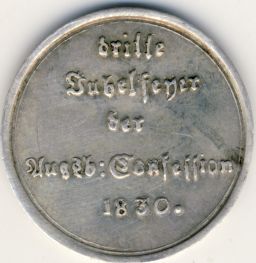 dritte
Jubelfeyer
der
Augsb: Confession
1830.